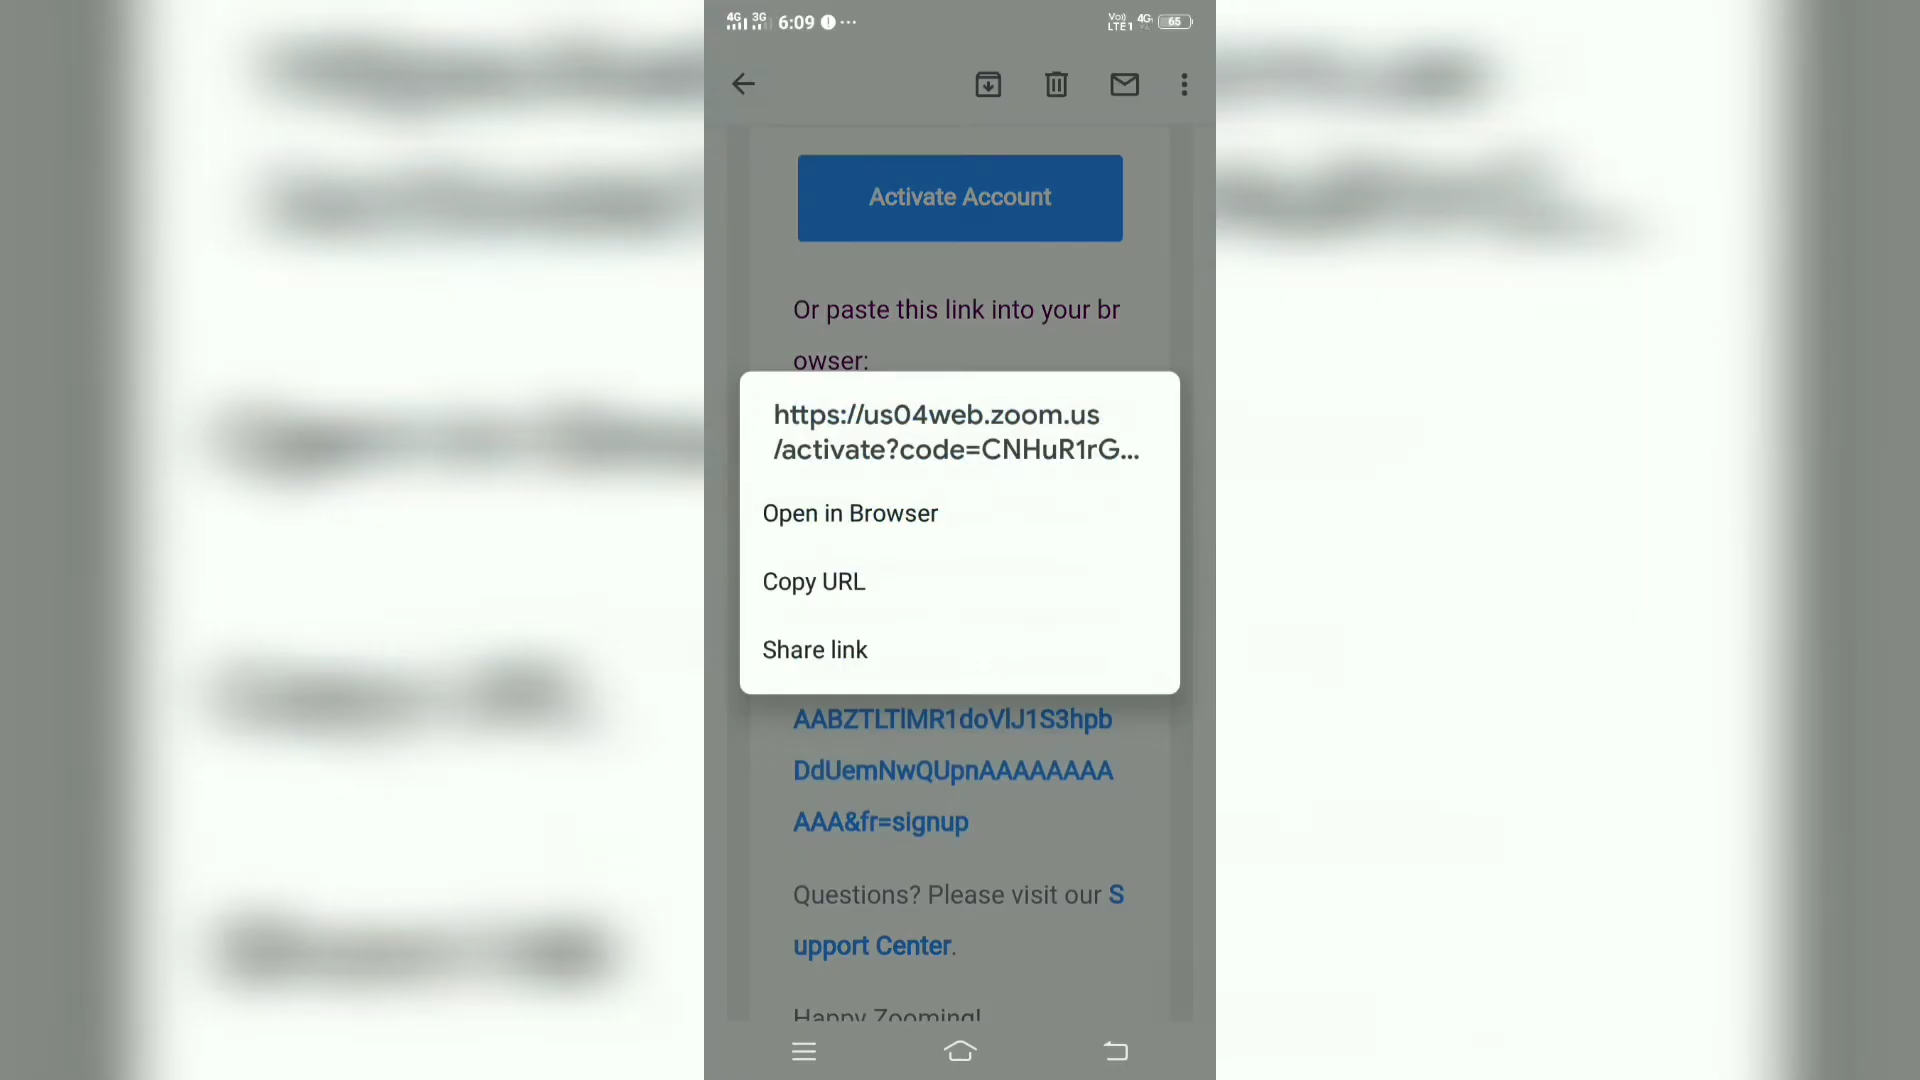 4G 3G 6:09
Vo) LTE1 4G 65
Activate Account
Or paste this link into your br
owser:
https://us04web.zoom.us
/activate?code=CNHuR1rG...
Open in Browser
Copy URL
Share link
AABZTLTlMR1doVlJ1S3hpb
DdUemNwQUpnAAAAAAAA
AAA&fr=signup
Questions? Please visit our S
upport Center.
Happy Zooming!